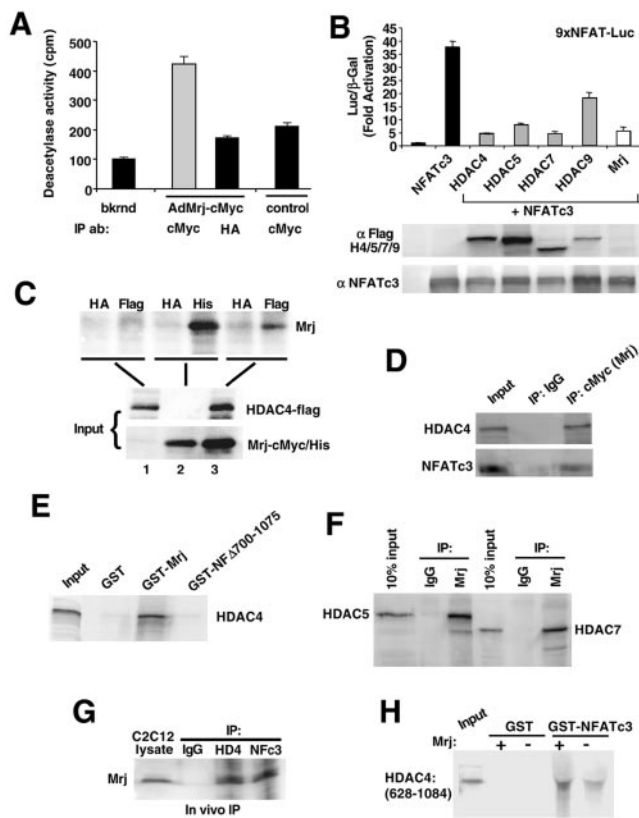 A
Deacetylase activity (cpm)
500
400
300
200
100
0
bkrnd
AdMrj-cMyc
control
IP ab:
cMyc
HA
cMyc
B
9xNFAT-Luc
Luc/β-Gal
(Fold Activation)
45
40
35
30
25
20
15
10
5
0
NFATc3
HDAC4
HDAC5
HDAC7
HDAC9
Mrj
+ NFATc3
α Flag
H4/5/7/9
α NFATc3
C
HA Flag HA His HA Flag
Mrj
Input
HDAC4-flag
Mrj-cMyc/His
1 2 3
D
Input
IP: IgG
IP: cMyc (Mrj)
HDAC4
NFATc3
E
Input
GST
GST-Mrj
GST-NFΔ700-1075
HDAC4
F
IP: IP:
10% input
IgG
Mrj
10% input
IgG
Mrj
HDAC5
HDAC7
G
C2C12
lysate
IP:
IgG HD4 NFc3
Mrj
In vivo IP
H
Input
GST
GST-NFATc3
Mrj: + - + -
HDAC4:
(628-1084)